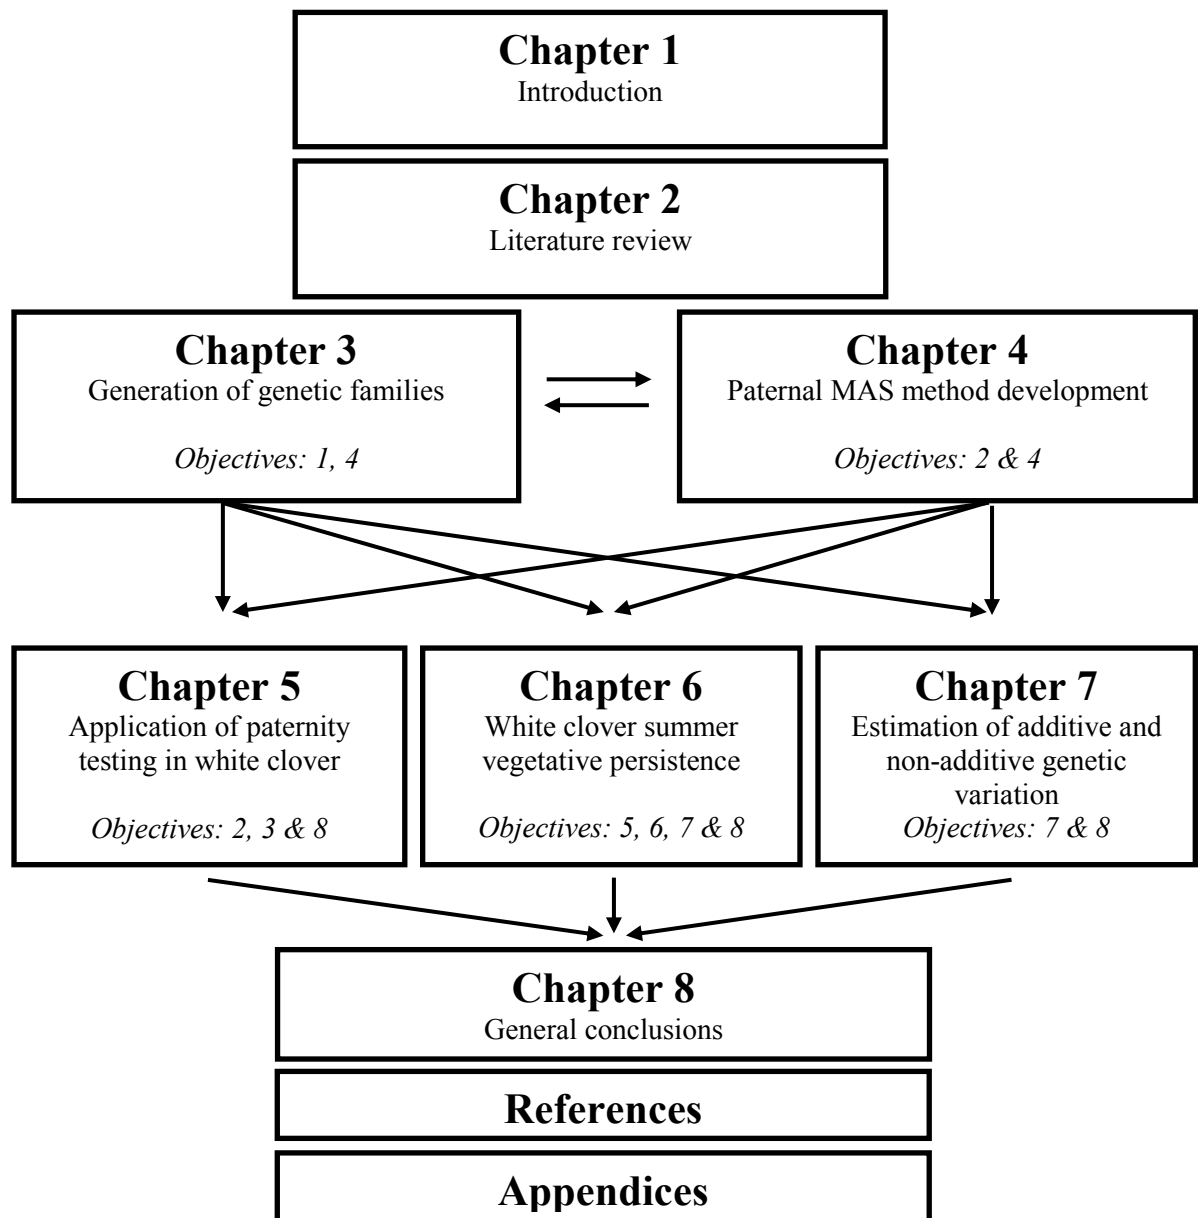 Chapter 1
Introduction
Chapter 2
Literature review
Chapter 3
Generation of genetic families
Objectives: 1, 4
Chapter 4
Paternal MAS method development
Objectives: 2 & 4
Chapter 5
Application of paternity
testing in white clover
Objectives: 2, 3 & 8
Chapter 6
White clover summer
vegetative persistence
Objectives: 5, 6, 7 & 8
Chapter 7
Estimation of additive and
non-additive genetic
variation
Objectives: 7 & 8
Chapter 8
General conclusions
References
Appendices